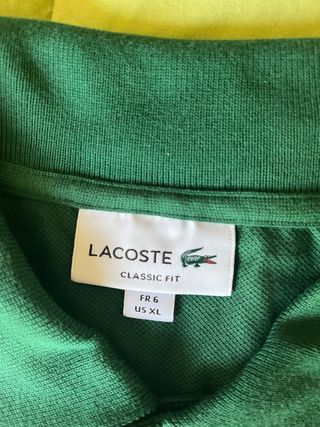 LACOSTE
CLASSIC FIT
FR 6
US XL